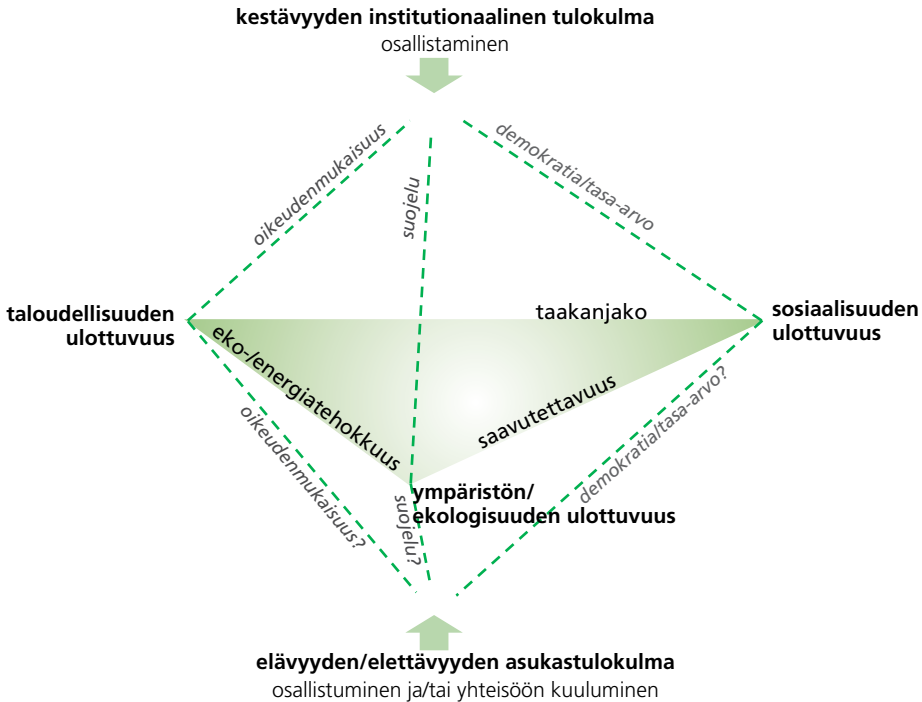 kestävyyden institutionaalinen tulokulma
osallistaminen
oikeudenmukaisuus
suojelu
demokratia/tasa-arvo
taloudellisuuden
ulottuvuus
taakanjako
sosiaalisuuden
ulottuvuus
eko-/energiatehokkuus
saavutettavuus
oikeudenmukaisuus?
suojelu?
demokratia/tasa-arvo?
ympäristön/
ekologisuuden ulottuvuus
elävyyden/elettävyyden asukastulokulma
osallistuminen ja/tai yhteisöön kuuluminen